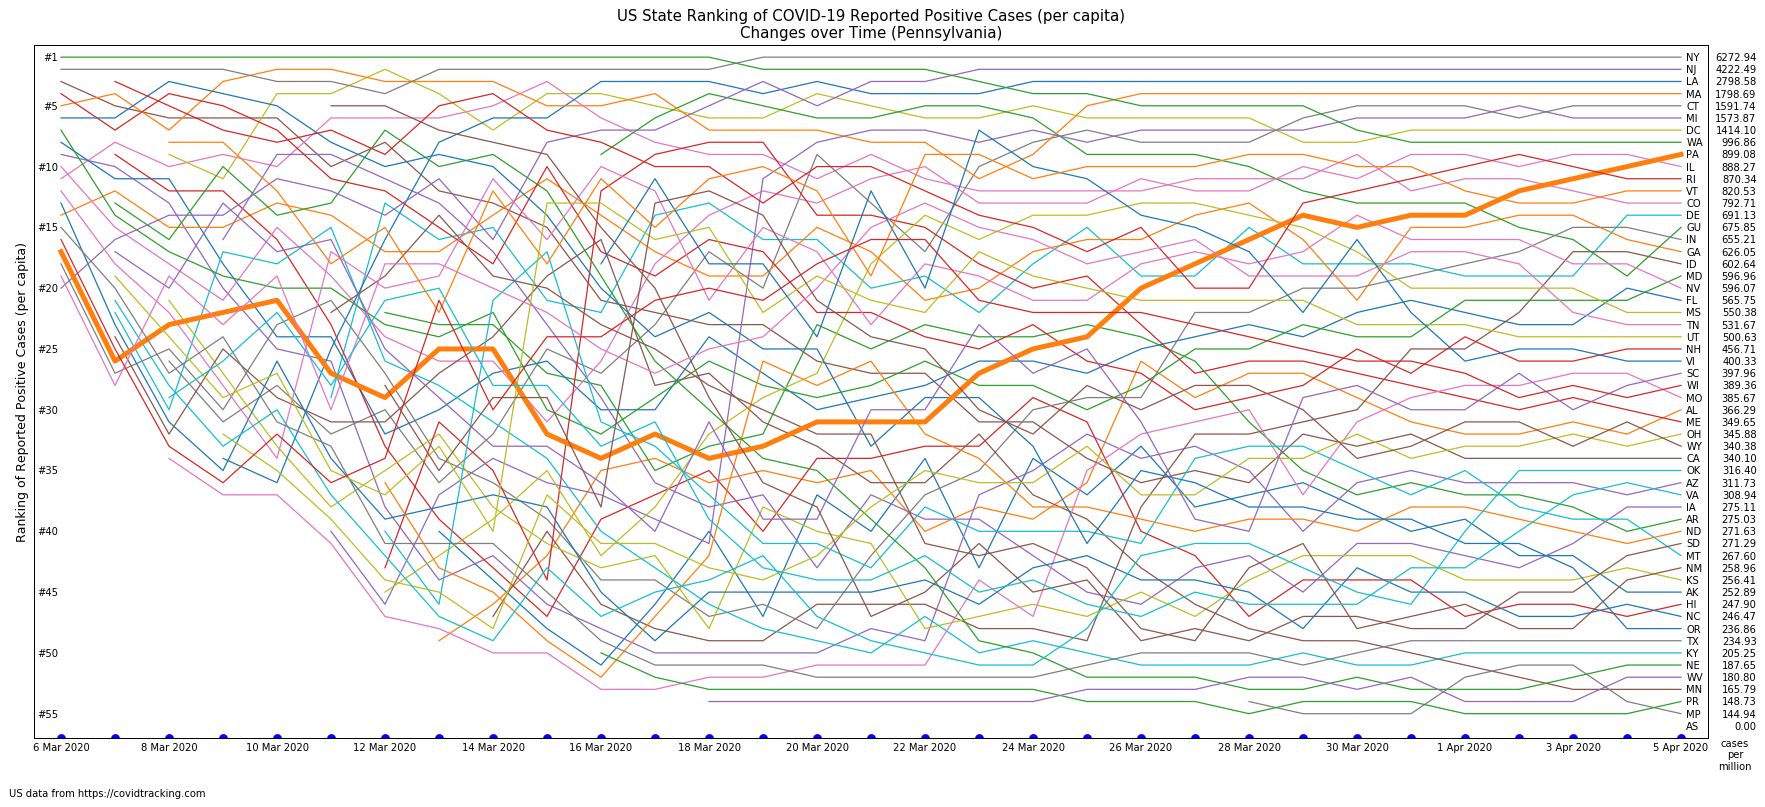 US State Ranking of COVID-19 Reported Positive Cases (per capita)
Changes over Time (Pennsylvania)
Ranking of Reported Positive Cases (per capita)
#1
#5
#10
#15
#20
#25
#30
#35
#40
#45
#50
#55
NY 6272.94
NJ 4222.49
LA 2798.58
MA 1798.69
CT 1591.74
MI 1573.87
DC 1414.10
WA 996.86
PA 899.08
IL 888.27
RI 870.34
VT 820.53
CO 792.71
DE 691.13
GU 675.85
IN 655.21
GA 626.05
ID 602.64
MD 596.96
NV 596.07
FL 565.75
MS 550.38
TN 531.67
UT 500.63
NH 456.71
VI 400.33
SC 397.96
WI 389.36
MO 385.67
AL 366.29
ME 349.65
OH 345.88
WY 340.38
CA 340.10
OK 316.40
AZ 311.73
VA 308.94
IA 275.11
AR 275.03
ND 271.63
SD 271.29
MT 267.60
NM 258.96
KS 256.41
AK 252.89
HI 247.90
NC 246.47
OR 236.86
TX 234.93
KY 205.25
NE 187.65
WV 180.80
MN 165.79
PR 148.73
MP 144.94
AS 0.00
6 Mar 2020 8 Mar 2020 10 Mar 2020 12 Mar 2020 14 Mar 2020 16 Mar 2020 18 Mar 2020 20 Mar 2020 22 Mar 2020 24 Mar 2020 26 Mar 2020 28 Mar 2020 30 Mar 2020 1 Apr 2020 3 Apr 2020 5 Apr 2020
cases
per
million
US data from https://covidtracking.com